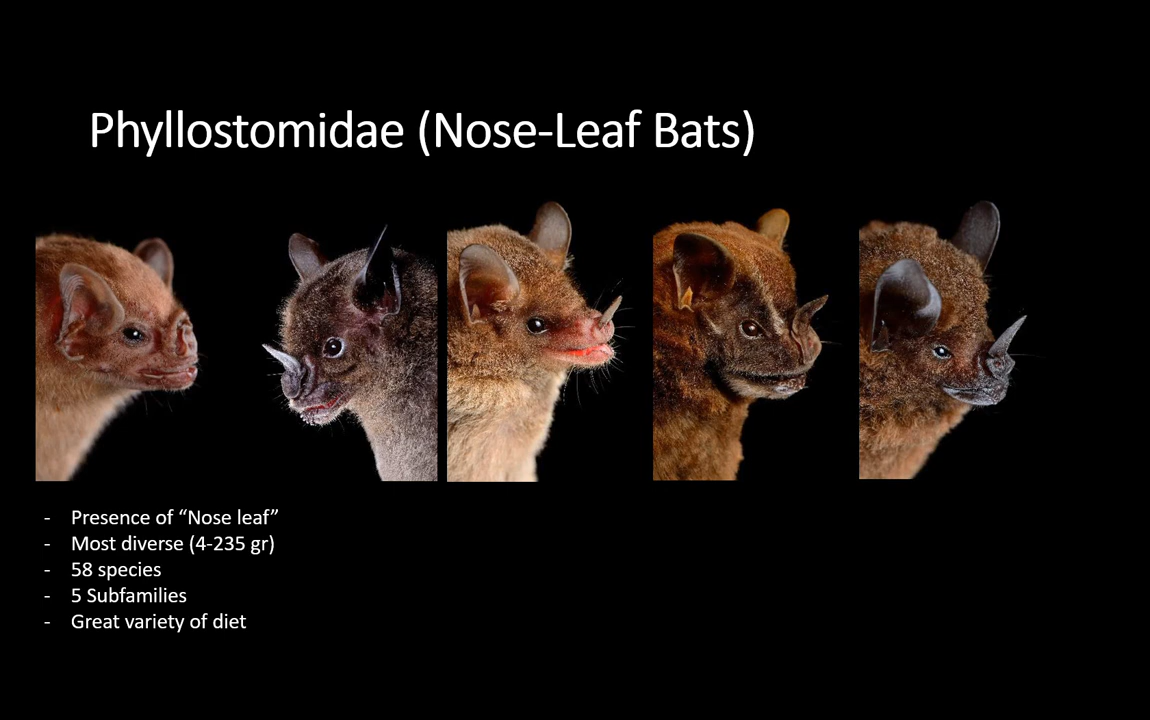 Phyllostomidae (Nose-Leaf Bats)
- Presence of “Nose leaf”
- Most diverse (4-235 gr)
- 58 species
- 5 Subfamilies
- Great variety of diet